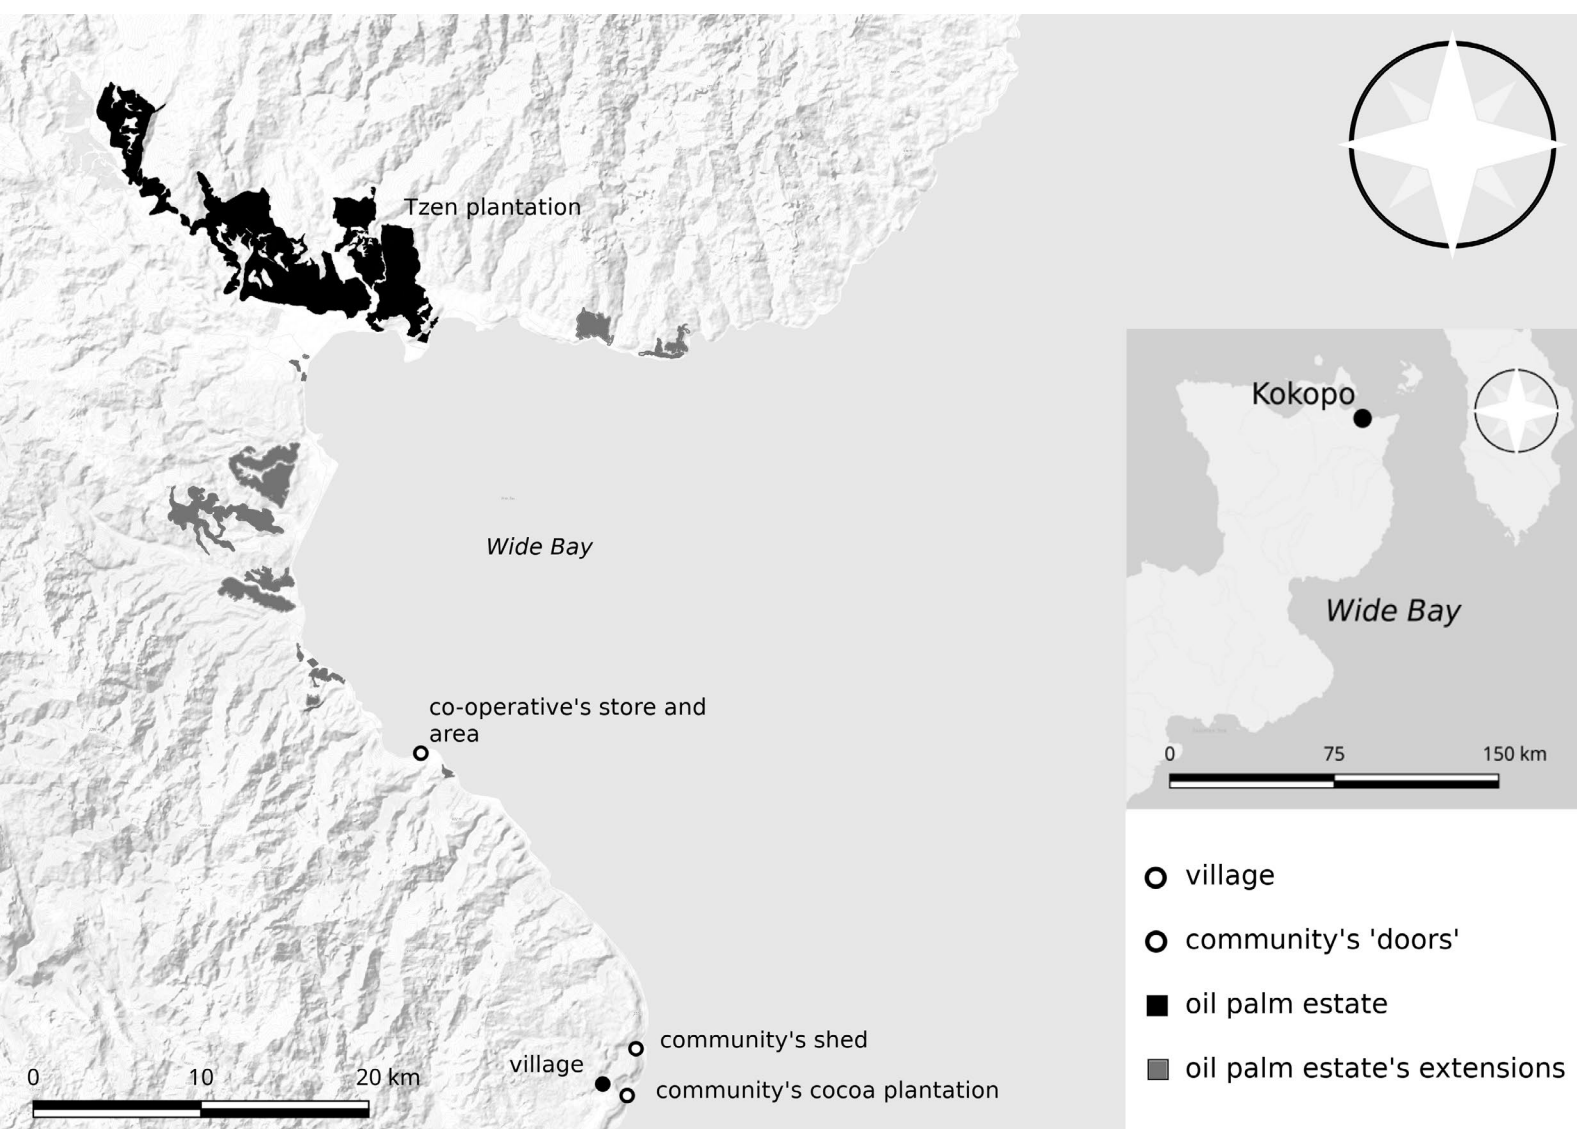 Tzen plantation
Kokopo
Wide Bay
Wide Bay
0 75 150 km
co-operative's store and
area
village
community's 'doors'
oil palm estate
oil palm estate's extensions
community's shed
village
community's cocoa plantation
0 10 20 km